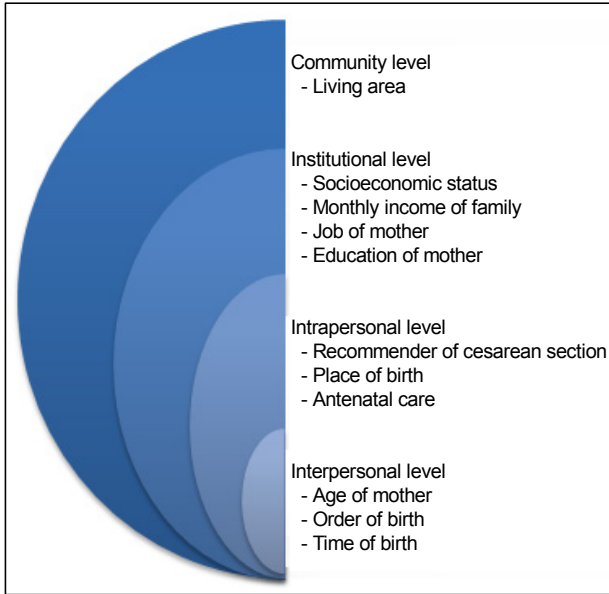 Community level
- Living area
Institutional level
- Socioeconomic status
- Monthly income of family
- Job of mother
- Education of mother
Intrapersonal level
- Recommender of cesarean section
- Place of birth
- Antenatal care
Interpersonal level
- Age of mother
- Order of birth
- Time of birth